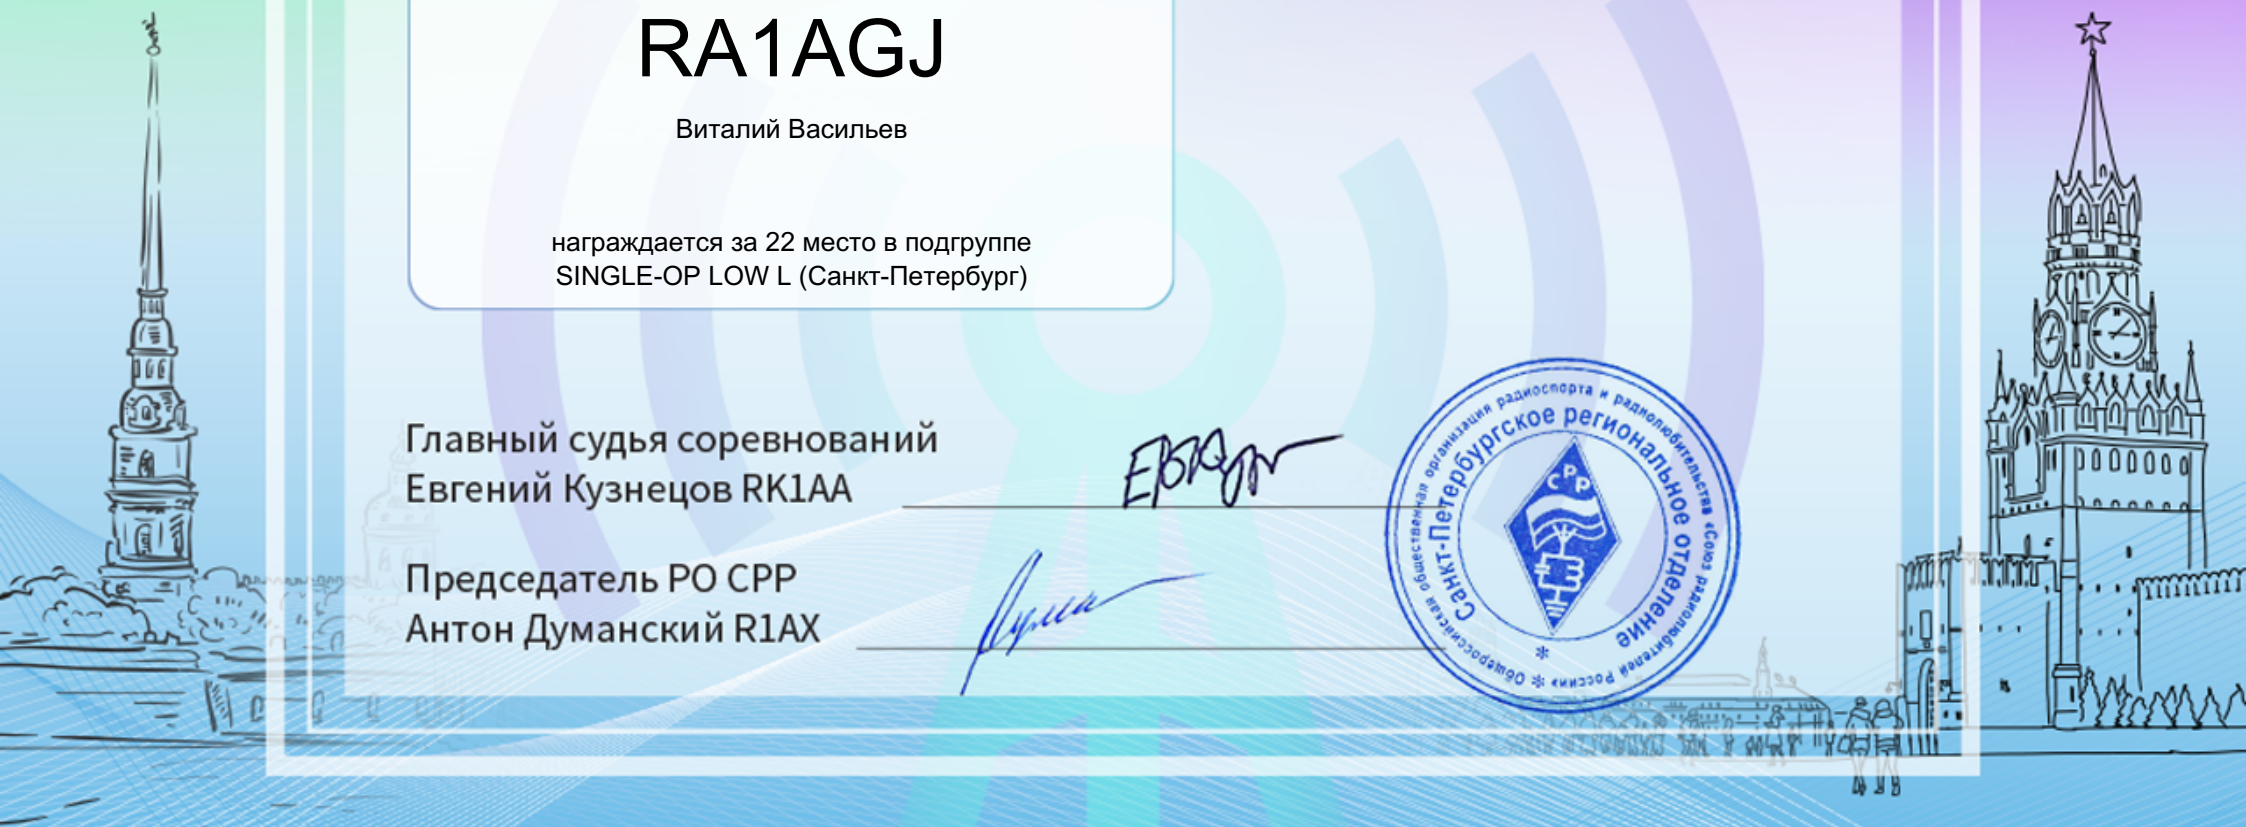 RA1AGJ
Виталий Васильев
награждается за 22 место в подгруппе
SINGLE-OP LOW L (Санкт-Петербург)
Главный судья соревнований
Евгений Кузнецов RK1AA
Председатель РО СРР
Антон Думанский R1AX
Общероссийская общественная организация радиоспорта и радиолюбительства «Союз радиолюбителей России»
Санкт-Петербургское региональное отделение
СРР